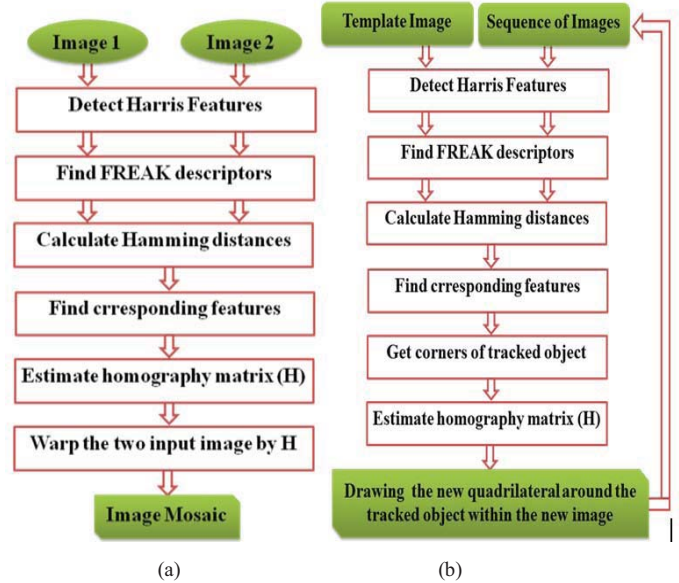 Image 1
Image 2
Detect Harris Features
Find FREAK descriptors
Calculate Hamming distances
Find crresponding features
Estimate homography matrix (H)
Warp the two input image by H
Image Mosaic
(a)
Template Image
Sequence of Images
Detect Harris Features
Find FREAK descriptors
Calculate Hamming distances
Find crresponding features
Get corners of tracked object
Estimate homography matrix (H)
Drawing the new quadrilateral around the
tracked object within the new image
(b)